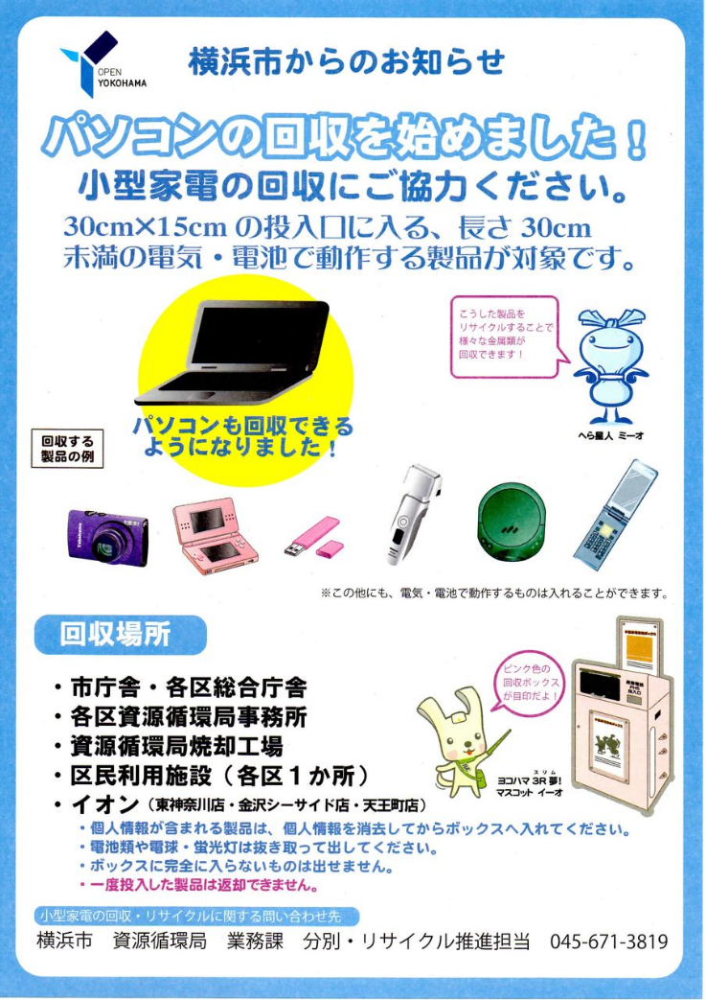 OPEN
YOKOHAMA
横浜市からのお知らせ
パソコンの回収を始めました！
小型家電の回収にご協力ください。
30cm×15cm の投入口に入る、長さ 30cm
未満の電気・電池で動作する製品が対象です。
こうした製品を
リサイクルすることで
様々な金属類が
回収できます！
へら星人 ミーオ
パソコンも回収できる
ようになりました！
回収する
製品の例
※この他にも、電気・電池で動作するものは入れることができます。
回収場所
・市庁舎・各区総合庁舎
・各区資源循環局事務所
・資源循環局焼却工場
・区民利用施設（各区１か所）
・イオン（東神奈川店・金沢シーサイド店・天王町店）
ピンク色の
回収ボックス
が目印だよ！
スリム
ヨコハマ 3R 夢！
マスコット イーオ
・個人情報が含まれる製品は、個人情報を消去してからボックスへ入れてください。
・電池類や電球・蛍光灯は抜き取って出してください。
・ボックスに完全に入らないものは出せません。
・一度投入した製品は返却できません。
小型家電の回収・リサイクルに関する問い合わせ先
横浜市　資源循環局　業務課　分別・リサイクル推進担当　045-671-3819